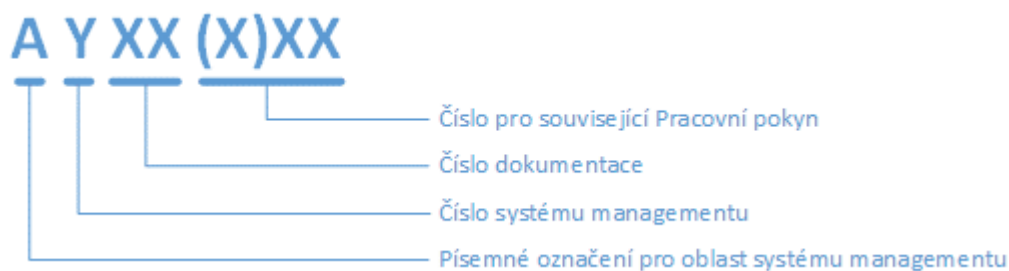 A Y XX (X)XX
Číslo pro související Pracovní pokyn
Číslo dokumentace
Číslo systému managementu
Písemné označení pro oblast systému managementu